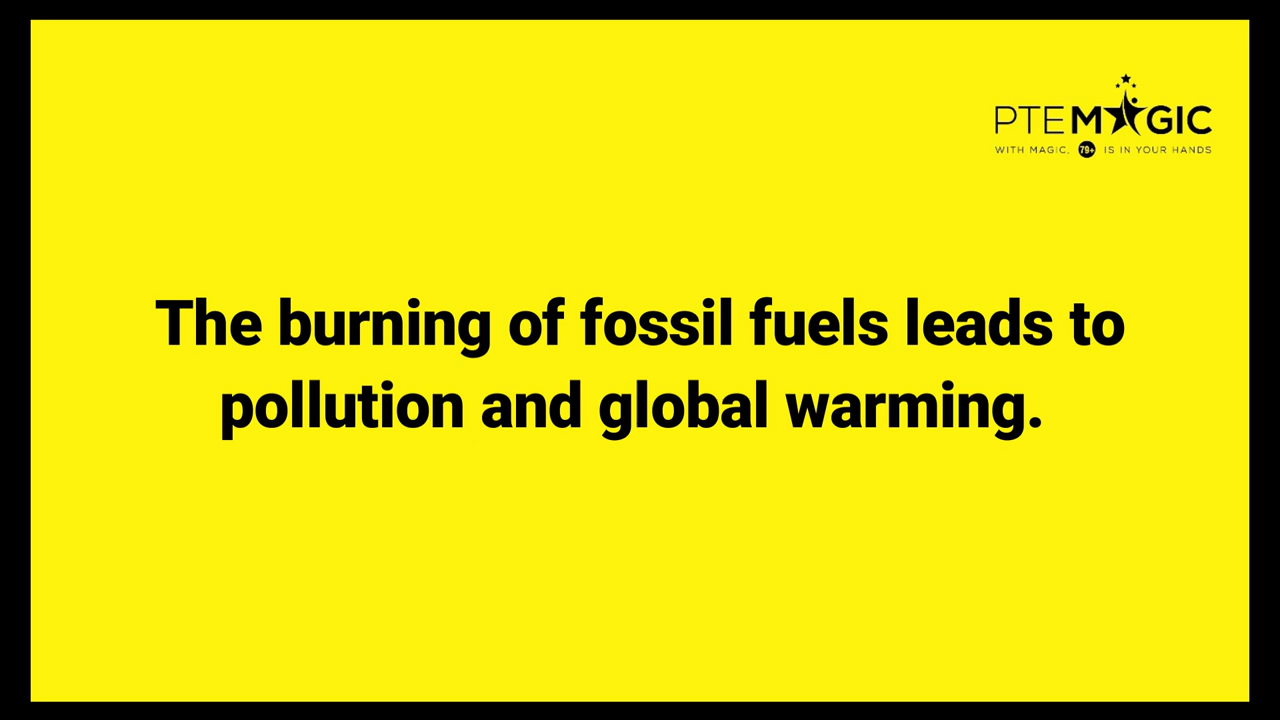 PTEMAGIC
WITH MAGIC, 79+ IS IN YOUR HANDS
The burning of fossil fuels leads to
pollution and global warming.